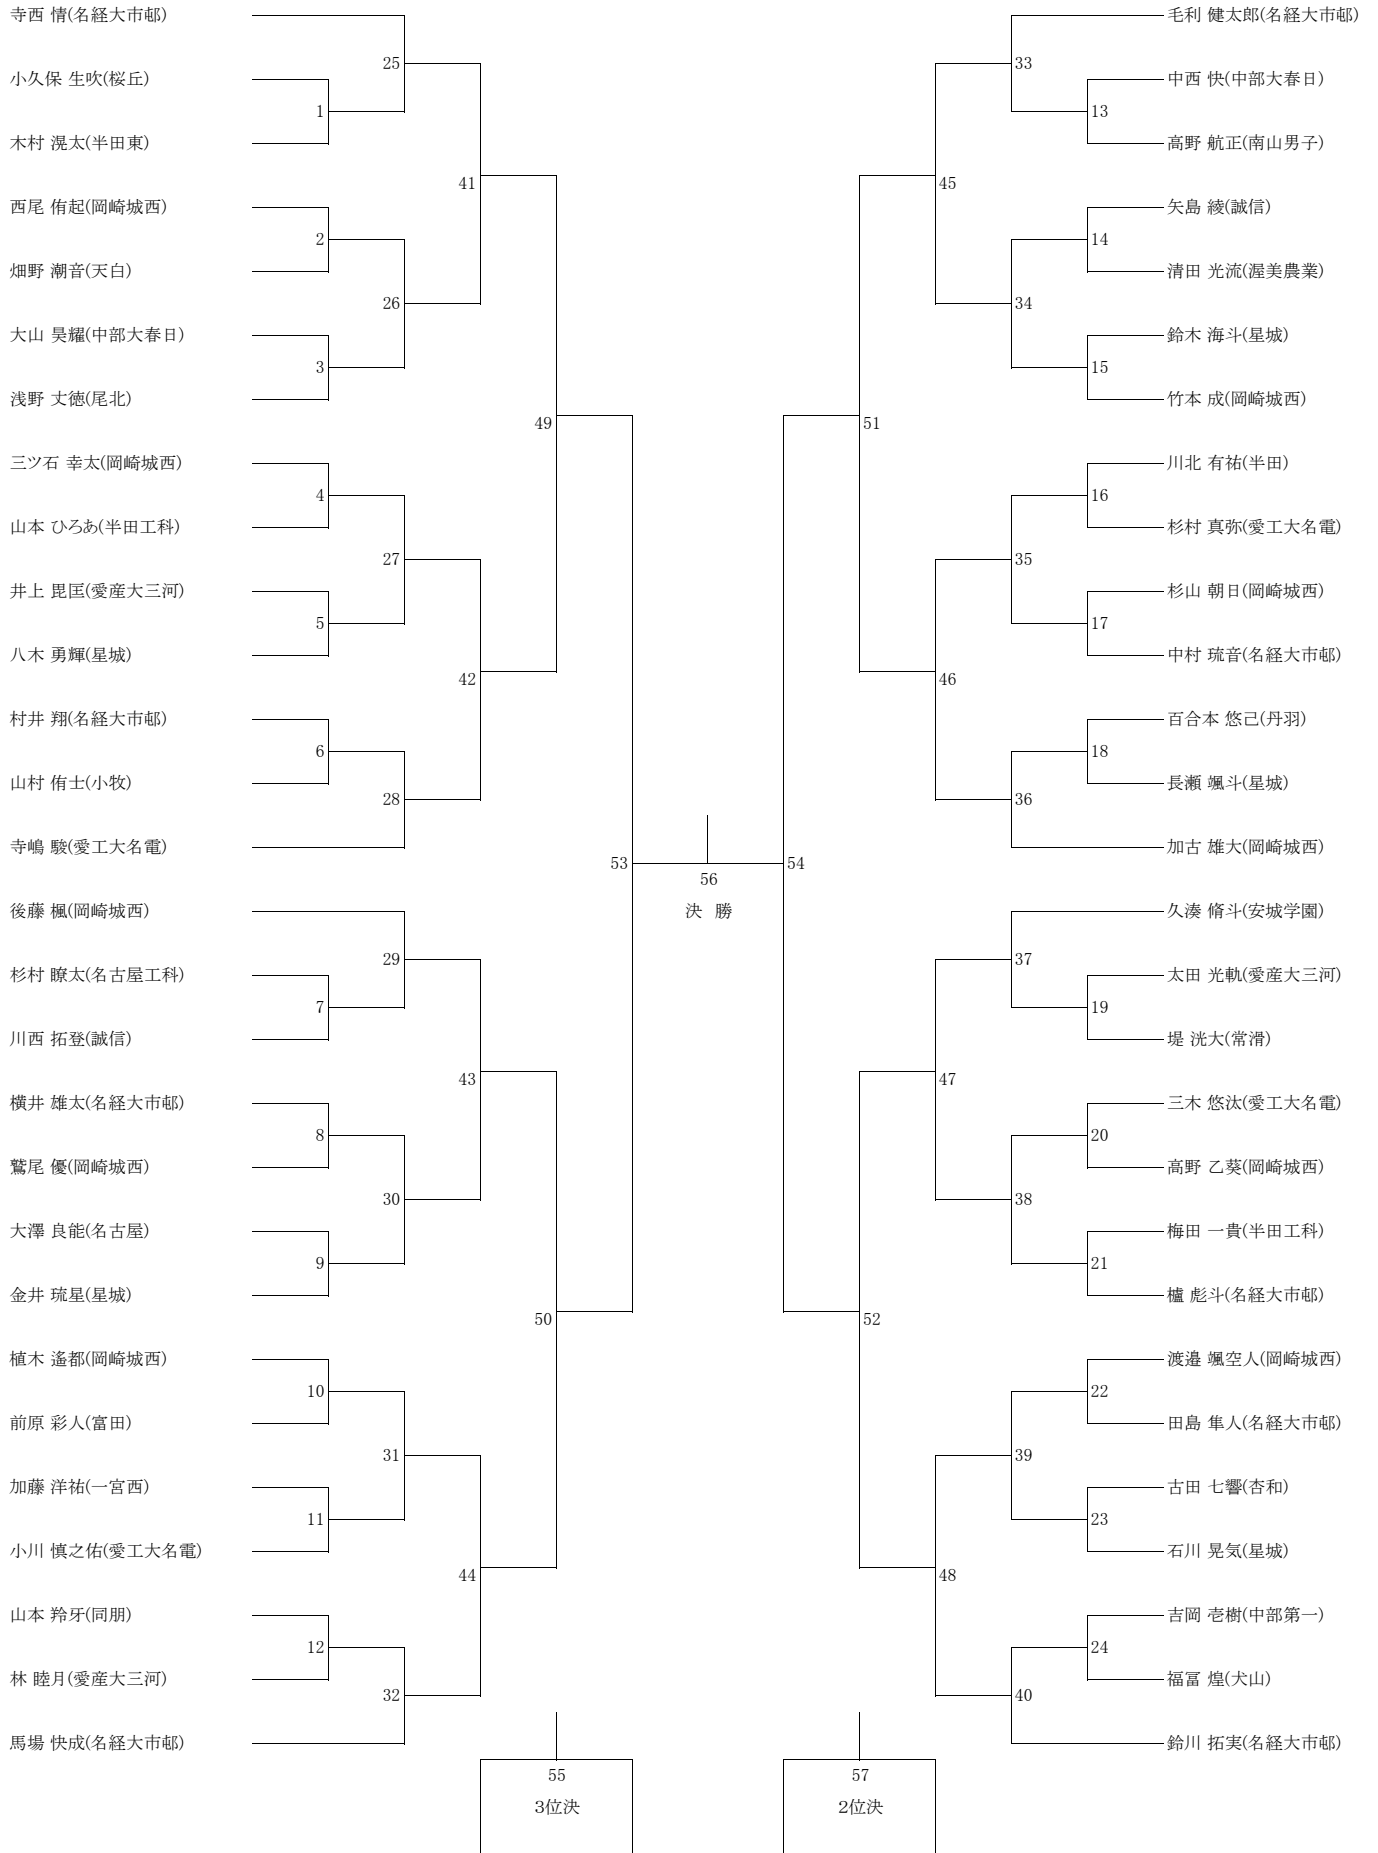 寺西 情(名経大市邨)
25
小久保 生吹(桜丘)
1
木村 滉太(半田東)
41
西尾 侑起(岡崎城西)
2
畑野 潮音(天白)
26
大山 昊耀(中部大春日)
3
浅野 丈徳(尾北)
49
三ツ石 幸太(岡崎城西)
4
山本 ひろあ(半田工科)
27
井上 毘匡(愛産大三河)
5
八木 勇輝(星城)
42
村井 翔(名経大市邨)
6
山村 侑士(小牧)
28
寺嶋 駿(愛工大名電)
53
後藤 楓(岡崎城西)
29
杉村 瞭太(名古屋工科)
7
川西 拓登(誠信)
43
横井 雄太(名経大市邨)
8
鷲尾 優(岡崎城西)
30
大澤 良能(名古屋)
9
金井 琉星(星城)
50
植木 遙都(岡崎城西)
10
前原 彩人(富田)
31
加藤 洋祐(一宮西)
11
小川 慎之佑(愛工大名電)
44
山本 羚牙(同朋)
12
林 睦月(愛産大三河)
32
馬場 快成(名経大市邨)
56
決 勝
毛利 健太郎(名経大市邨)
33
中西 快(中部大春日)
13
高野 航正(南山男子)
45
矢島 綾(誠信)
14
清田 光流(渥美農業)
34
鈴木 海斗(星城)
15
竹本 成(岡崎城西)
51
川北 有祐(半田)
16
杉村 真弥(愛工大名電)
35
杉山 朝日(岡崎城西)
17
中村 琉音(名経大市邨)
46
百合本 悠己(丹羽)
18
長瀬 颯斗(星城)
36
加古 雄大(岡崎城西)
54
久湊 脩斗(安城学園)
37
太田 光軌(愛産大三河)
19
堤 洸大(常滑)
47
三木 悠汰(愛工大名電)
20
高野 乙葵(岡崎城西)
38
梅田 一貴(半田工科)
21
櫨 彪斗(名経大市邨)
52
渡邉 颯空人(岡崎城西)
22
田島 隼人(名経大市邨)
39
古田 七響(杏和)
23
石川 晃気(星城)
48
吉岡 壱樹(中部第一)
24
福冨 煌(犬山)
40
鈴川 拓実(名経大市邨)
55
3位決
57
2位決